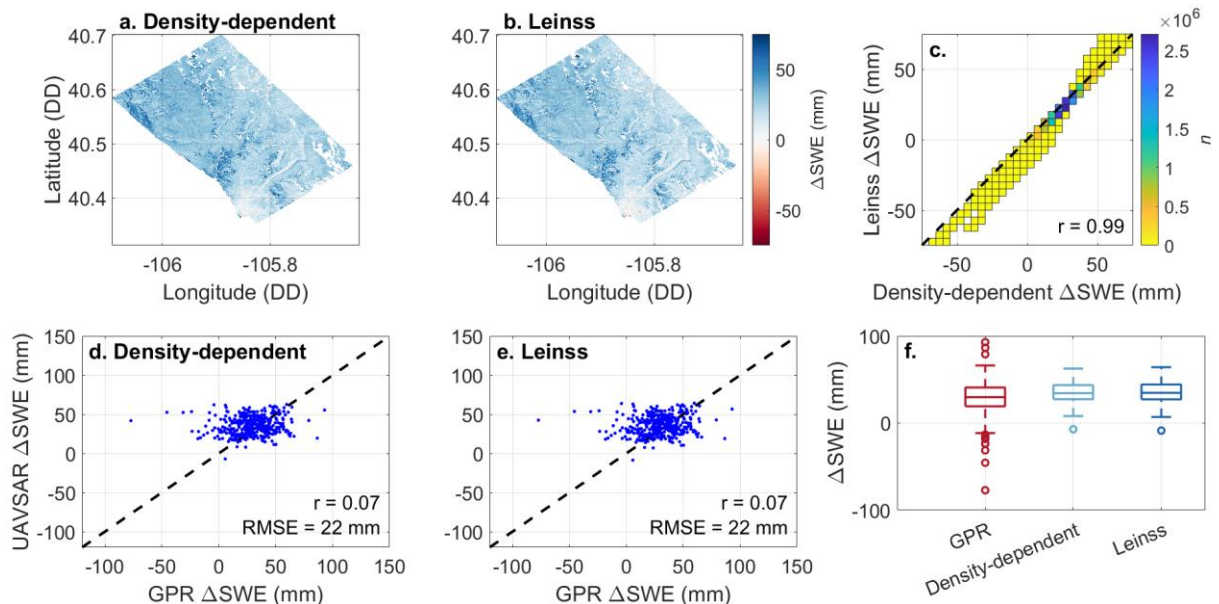 a. Density-dependent
40.7
40.6
40.5
40.4
Latitude (DD)
-106
-105.8
Longitude (DD)
b. Leinss
40.7
40.6
40.5
40.4
-106
-105.8
Longitude (DD)
50
0
-50
ΔSWE (mm)
c.
50
0
-50
Leinss ΔSWE (mm)
r = 0.99
-50
0
50
Density-dependent ΔSWE (mm)
×10⁶
2.5
2
1.5
1
0.5
0
n
d. Density-dependent
150
100
50
0
-50
-100
UAVSAR ΔSWE (mm)
r = 0.07
RMSE = 22 mm
-100
-50
0
50
100
150
GPR ΔSWE (mm)
e. Leinss
150
100
50
0
-50
-100
r = 0.07
RMSE = 22 mm
-100
-50
0
50
100
150
GPR ΔSWE (mm)
f.
100
0
-100
ΔSWE (mm)
GPR
Density-dependent
Leinss